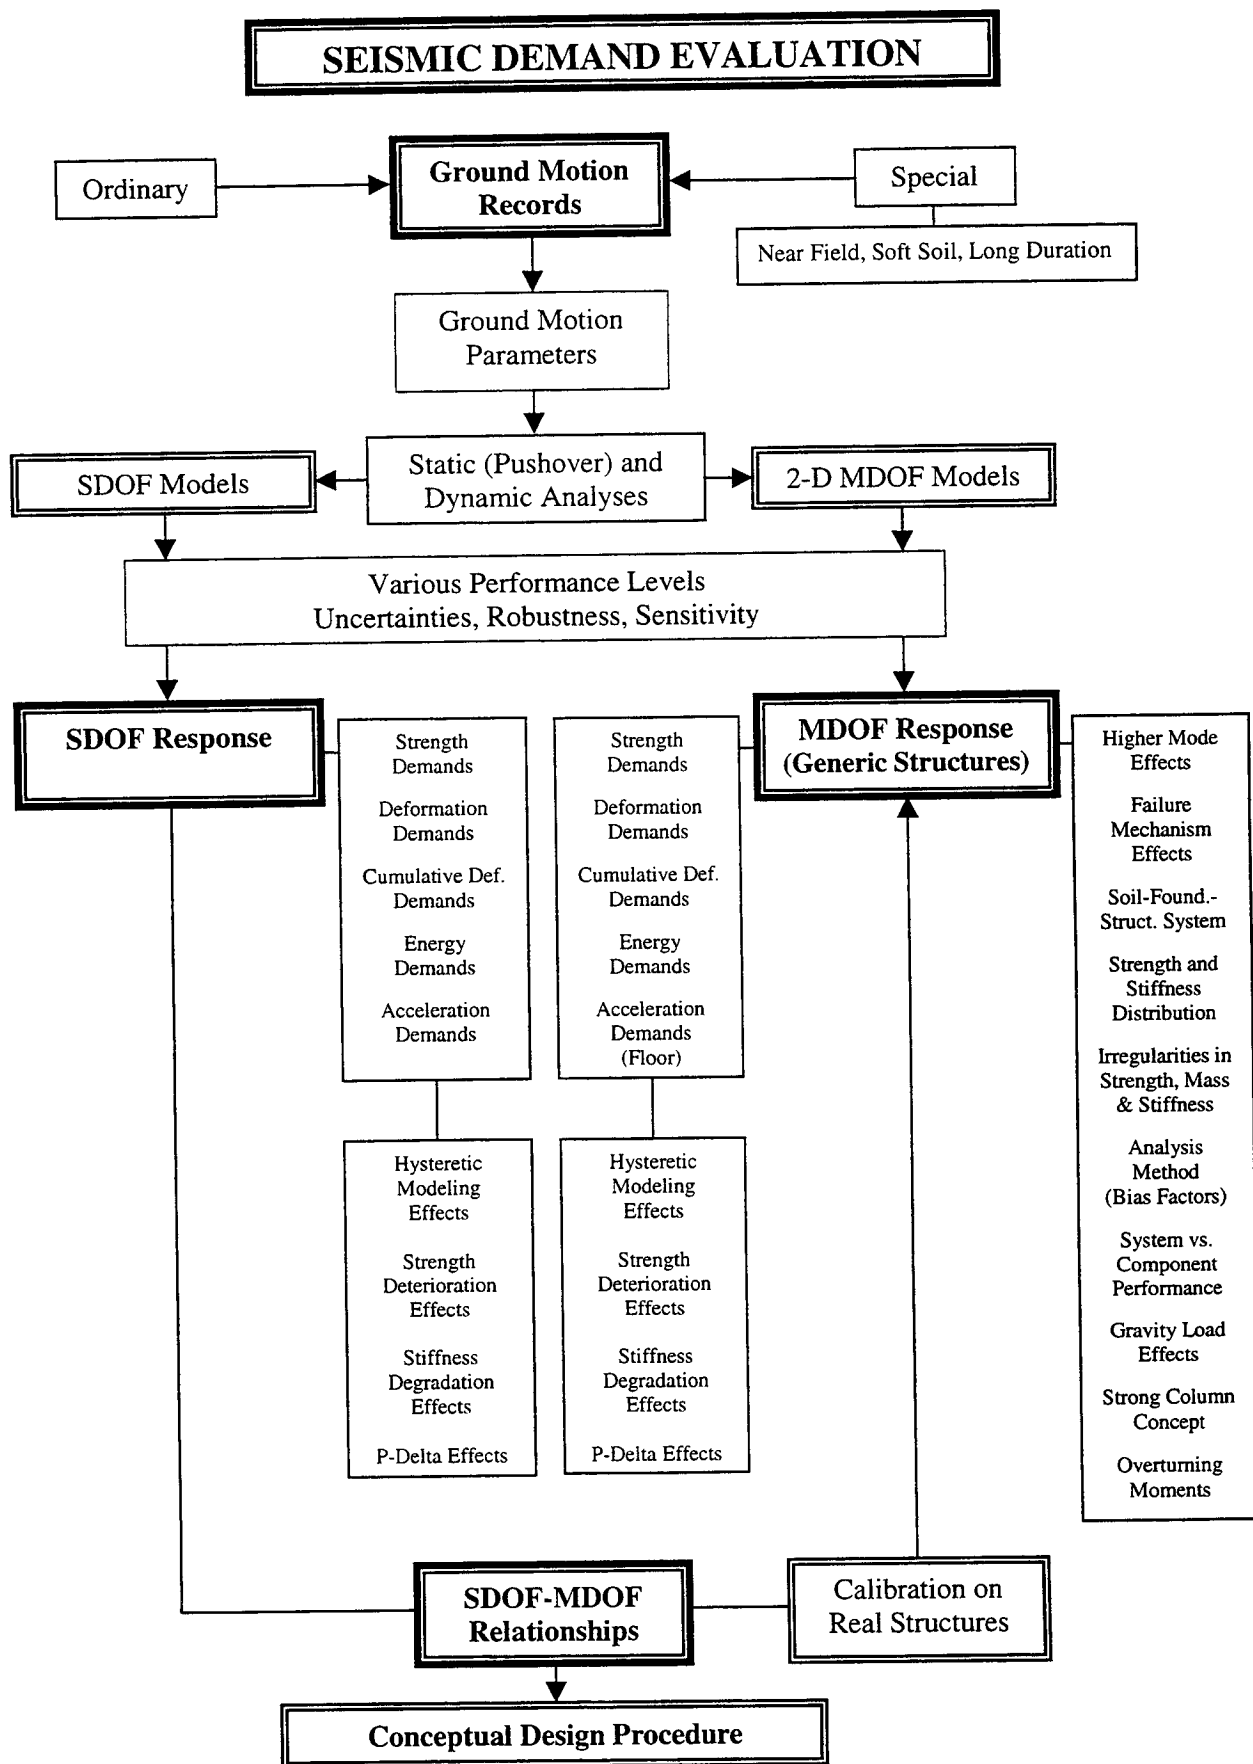 SEISMIC DEMAND EVALUATION
Ordinary
Ground Motion
Records
Special
Near Field, Soft Soil, Long Duration
Ground Motion
Parameters
SDOF Models
Static (Pushover) and
Dynamic Analyses
2-D MDOF Models
Various Performance Levels
Uncertainties, Robustness, Sensitivity
SDOF Response
Strength
Demands
Deformation
Demands
Cumulative Def.
Demands
Energy
Demands
Acceleration
Demands
Hysteretic
Modeling
Effects
Strength
Deterioration
Effects
Stiffness
Degradation
Effects
P-Delta Effects
Strength
Demands
Deformation
Demands
Cumulative Def.
Demands
Energy
Demands
Acceleration
Demands
(Floor)
Hysteretic
Modeling
Effects
Strength
Deterioration
Effects
Stiffness
Degradation
Effects
P-Delta Effects
MDOF Response
(Generic Structures)
Higher Mode
Effects
Failure
Mechanism
Effects
Soil-Found.-
Struct. System
Strength and
Stiffness
Distribution
Irregularities in
Strength, Mass
& Stiffness
Analysis
Method
(Bias Factors)
System vs.
Component
Performance
Gravity Load
Effects
Strong Column
Concept
Overturning
Moments
SDOF-MDOF
Relationships
Calibration on
Real Structures
Conceptual Design Procedure